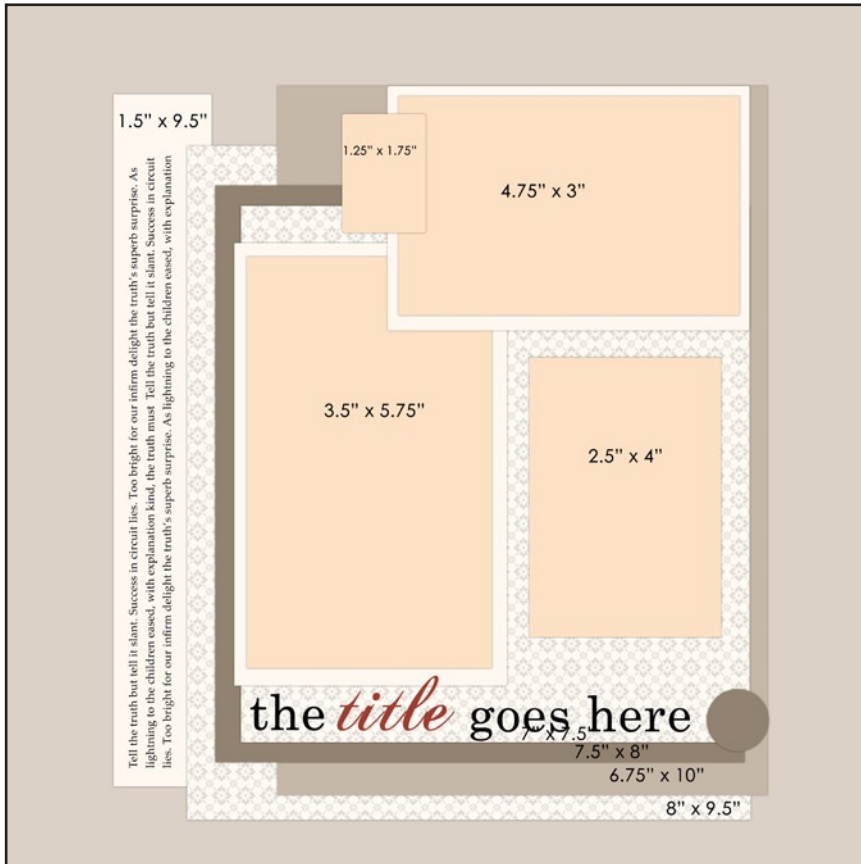 1.5" x 9.5"
1.25" x 1.75"
4.75" x 3"
3.5" x 5.75"
2.5" x 4"
Tell the truth but tell it slant. Success in circuit lies. Too bright for our infirm delight the truth's superb surprise. As
lightning to the children eased, with explanation kind, the truth must Tell the truth but tell it slant. Success in circuit
lies. Too bright for our infirm delight the truth's superb surprise. As lightning to the children eased, with explanation
the title goes here
7" x 7.5"
7.5" x 8"
6.75" x 10"
8" x 9.5"